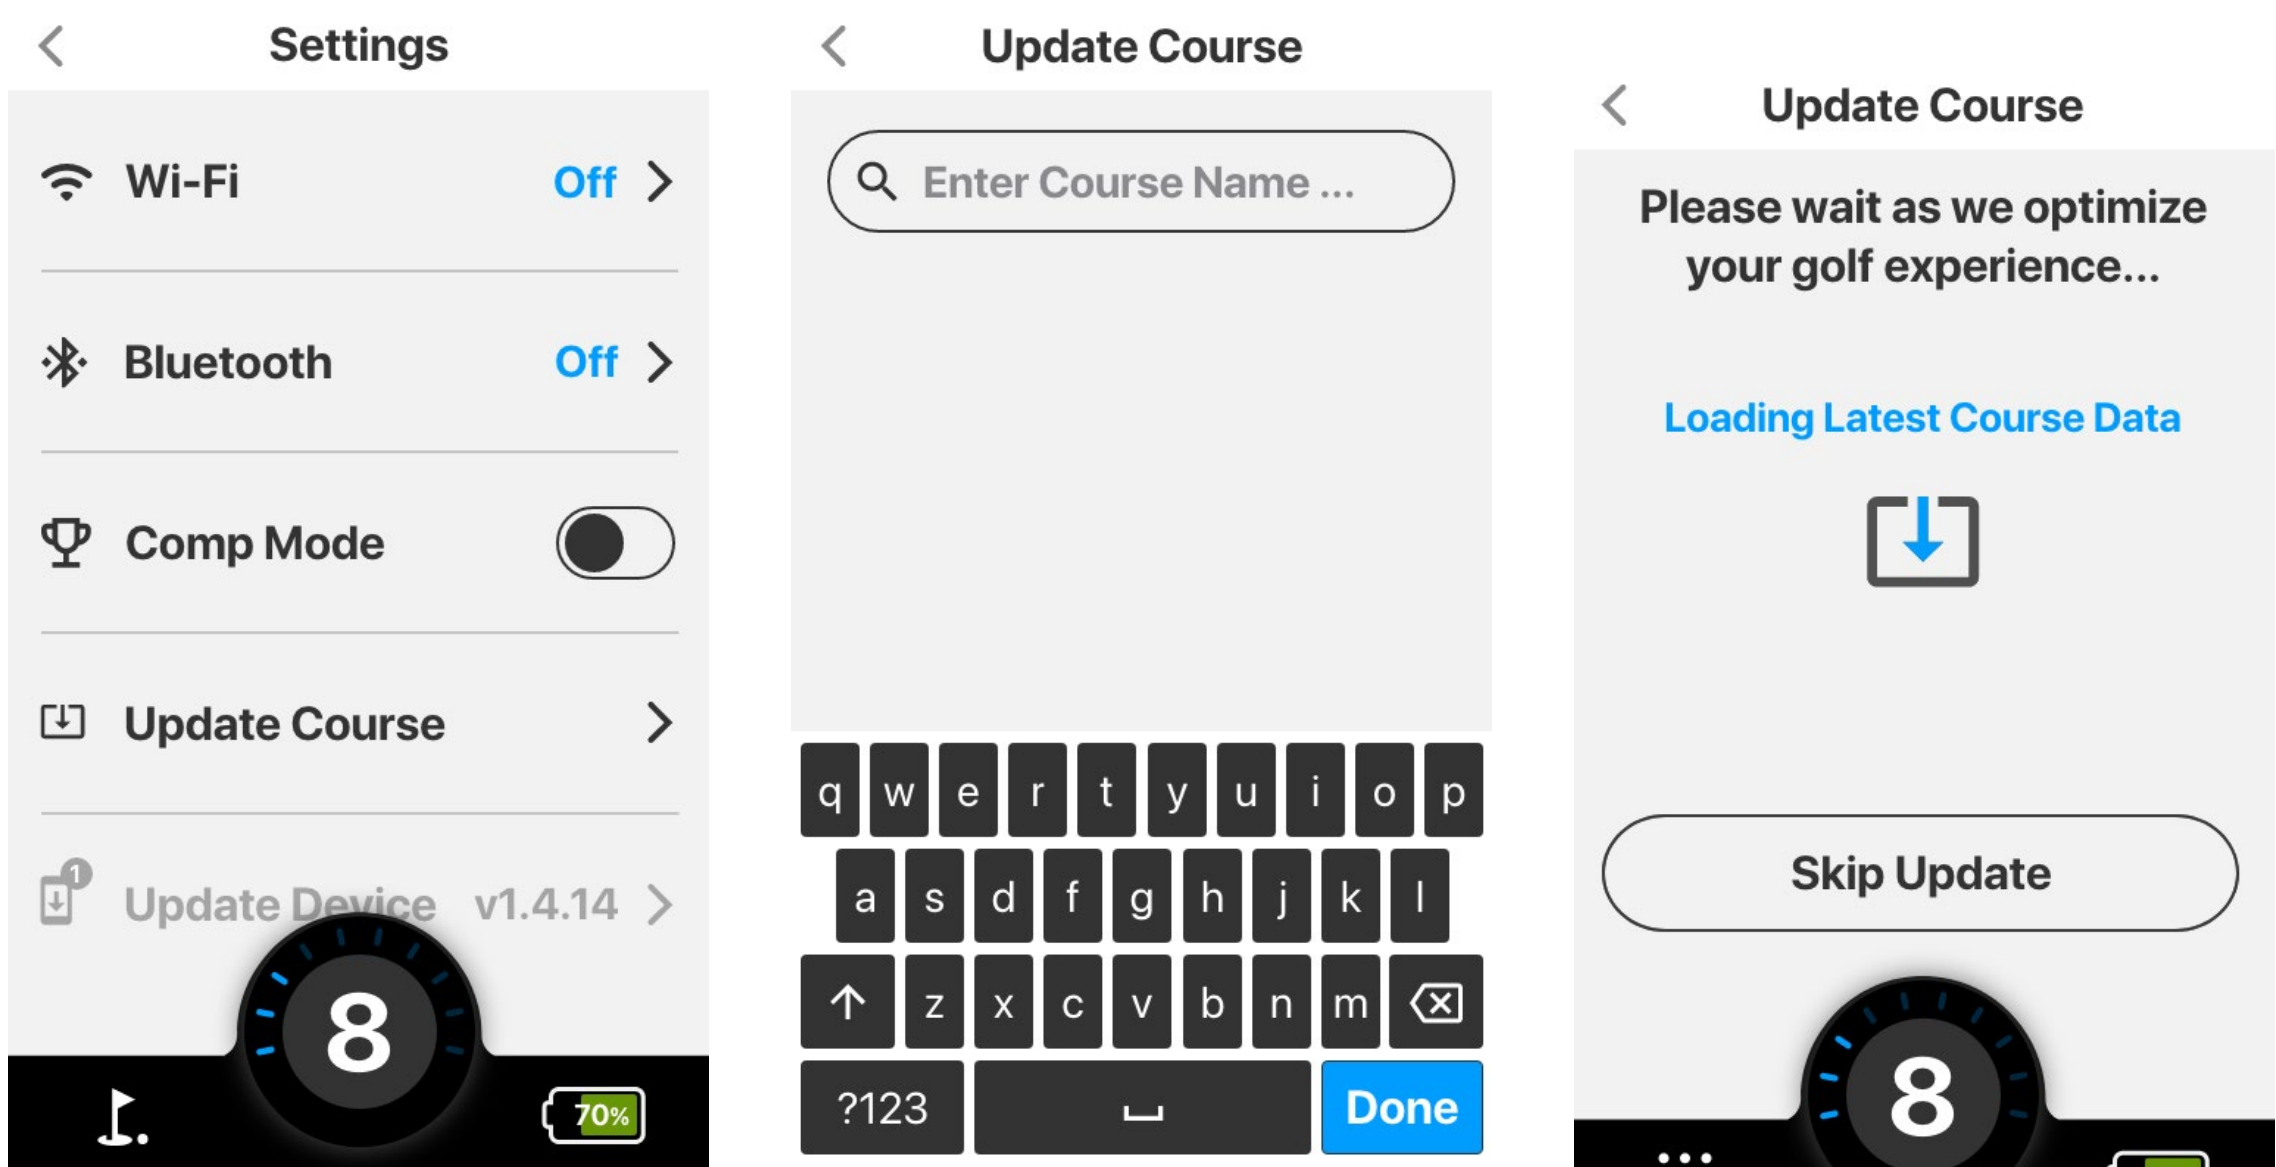 Settings
Wi-Fi Off
Bluetooth Off
Comp Mode
Update Course
1
Update Device v1.4.14
8
70%
Update Course
Enter Course Name ...
q w e r t y u i o p
a s d f g h j k l
z x c v b n m
?123 Done
Update Course
Please wait as we optimize
your golf experience...
Loading Latest Course Data
Skip Update
8